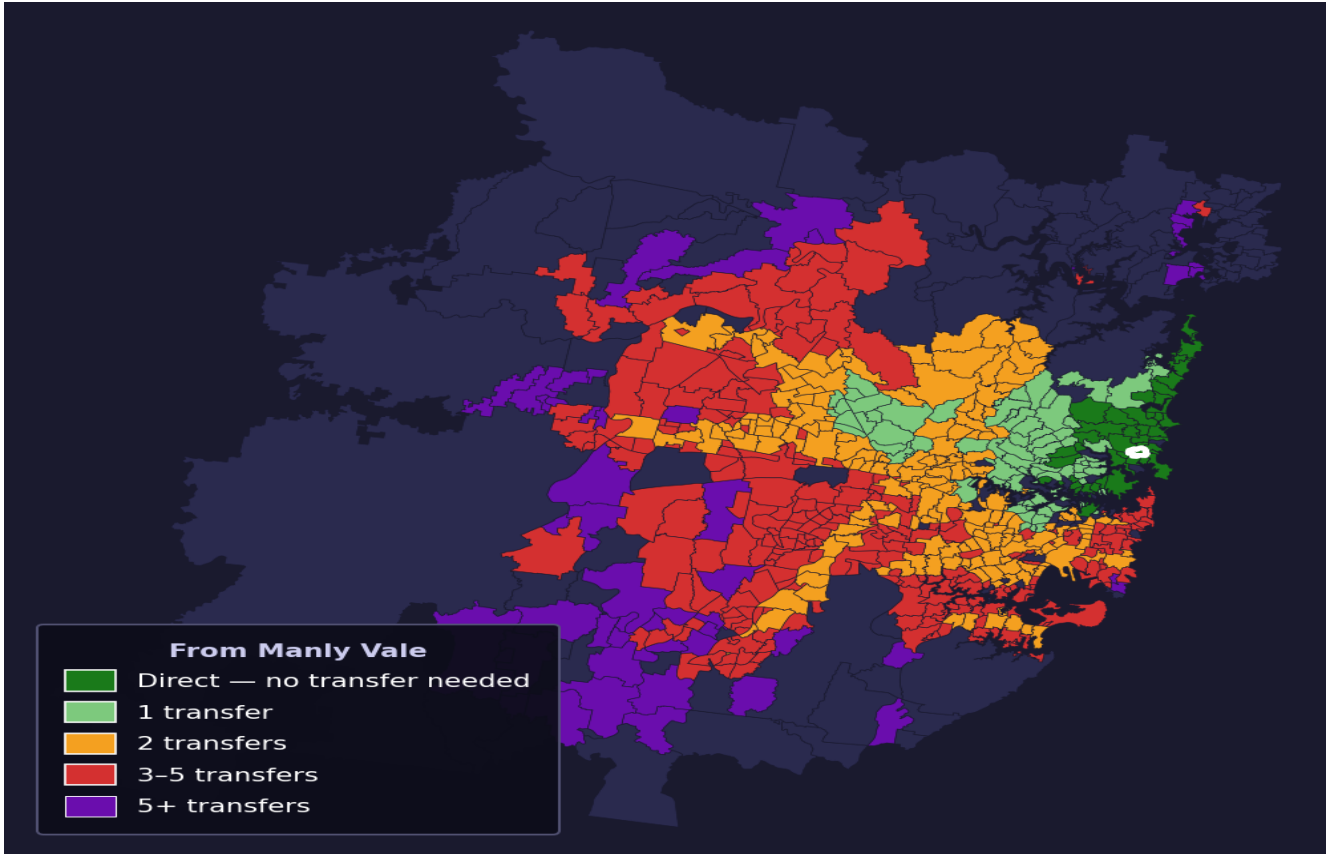 From Manly Vale
Direct — no transfer needed
1 transfer
2 transfers
3–5 transfers
5+ transfers